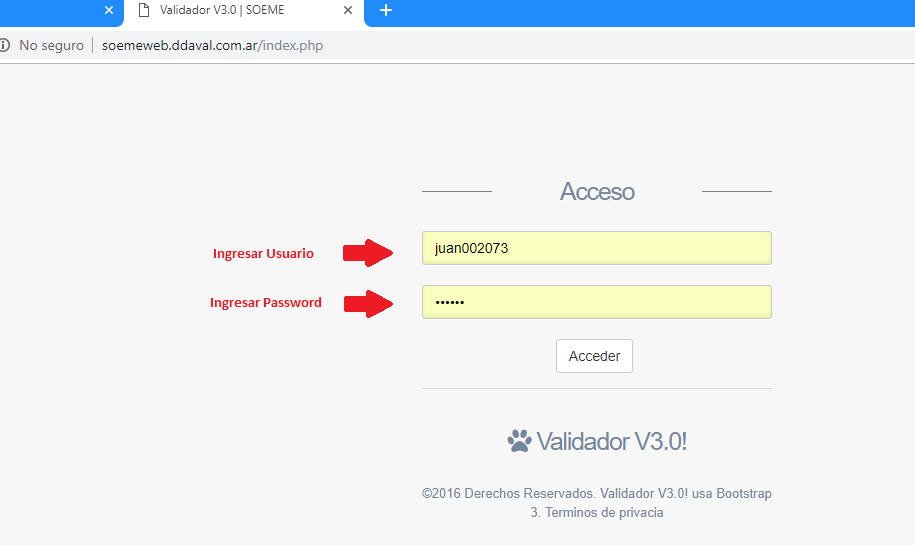 Validador V3.0 | SOEME
No seguro | soemeweb.ddaval.com.ar/index.php
Acceso
Ingresar Usuario
juan002073
Ingresar Password
••••••
Acceder
Validador V3.0!
©2016 Derechos Reservados. Validador V3.0! usa Bootstrap
3. Terminos de privacia